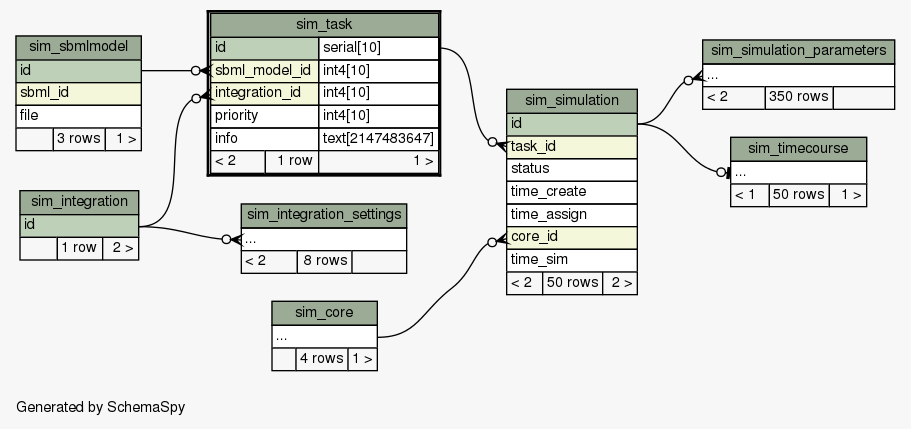 sim_task
id serial[10]
sbml_model_id int4[10]
integration_id int4[10]
priority int4[10]
info text[2147483647]
< 2 1 row 1 >
sim_sbmlmodel
id
sbml_id
file
3 rows 1 >
sim_integration
id
1 row 2 >
sim_integration_settings
...
< 2 8 rows
sim_core
...
4 rows 1 >
sim_simulation
id
task_id
status
time_create
time_assign
core_id
time_sim
< 2 50 rows 2 >
sim_simulation_parameters
...
< 2 350 rows
sim_timecourse
...
< 1 50 rows 1 >
Generated by SchemaSpy